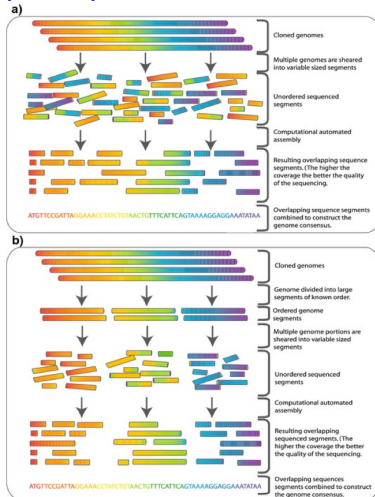 a)
Cloned genomes
Multiple genomes are sheared
into variable sized segments
Unordered sequenced
segments
Computational automated
assembly
Resulting overlapping sequence
segments. (The higher the
coverage the better the quality
of the sequencing.
ATGTTCCGATTAGGAAACCTATCTGTAACTGTTTCATTCAGTAAAAGGAGGAAATATAA
Overlapping sequence segments
combined to construct the
genome consensus.
b)
Cloned genomes
Genome divided into large
segments of known order.
Ordered genome
segments
Multiple genome portions are
sheared into variable sized
segments
Unordered sequenced
segments
Computational automated
assembly
Resulting overlapping
sequenced segments. (The
higher the coverage the better
the quality of the sequencing.
ATGTTCCGATTAGGAAACCTATCTGTAACTGTTTCATTCAGTAAAAGGAGGAAATATAA
Overlapping sequences
segments combined to construct
the genome consensus.